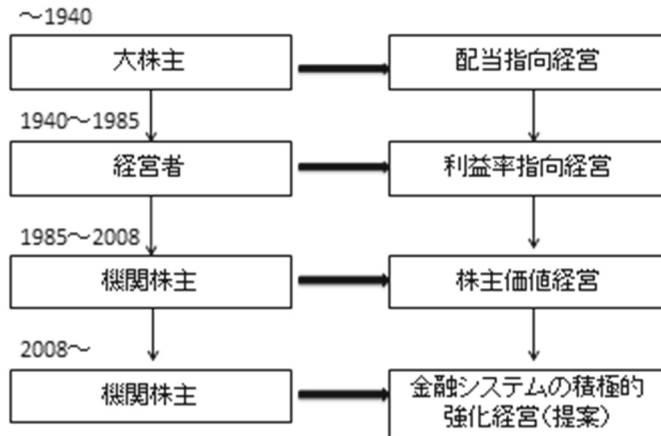 ～1940
大株主
配当指向経営
1940～1985
経営者
利益率指向経営
1985～2008
機関株主
株主価値経営
2008～
機関株主
金融システムの積極的
強化経営(提案)